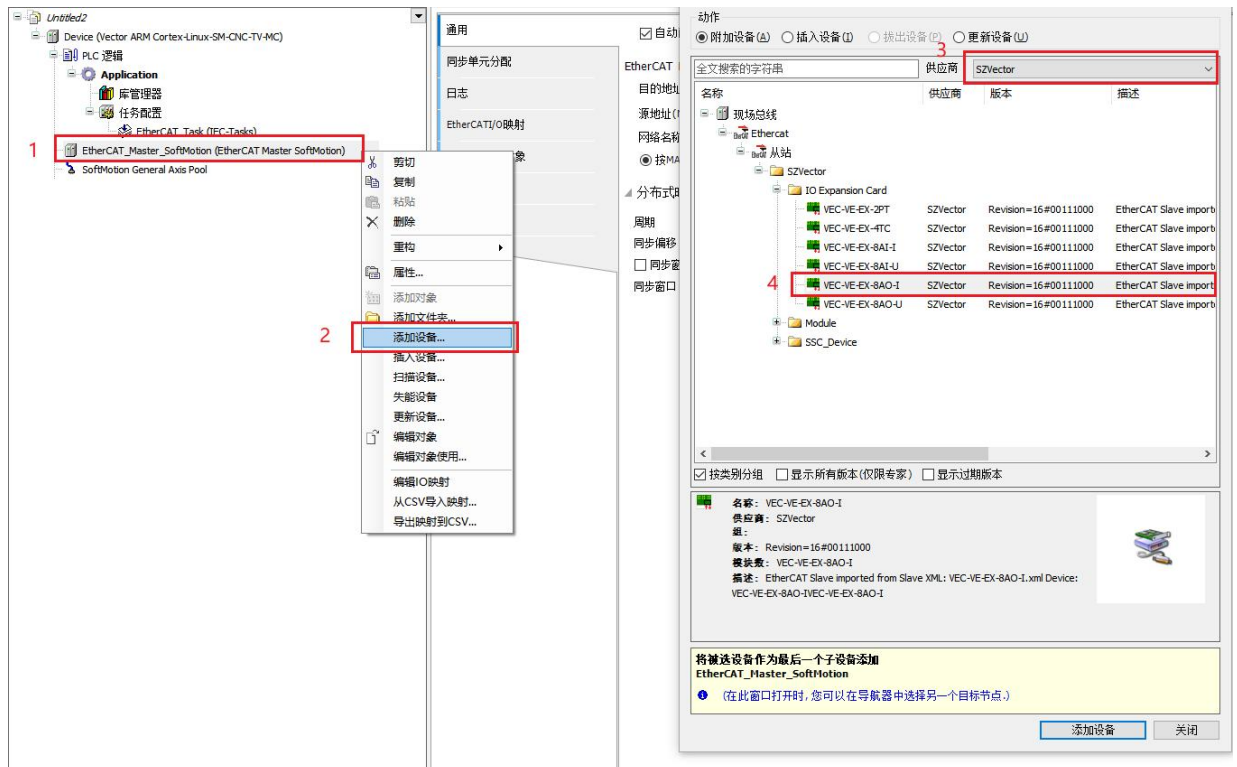 Untitled2
Device (Vector ARM Cortex-Linux-SM-CNC-TV-MC)
PLC 逻辑
Application
库管理器
任务配置
EtherCAT_Task (IEC-Tasks)
1
EtherCAT_Master_SoftMotion (EtherCAT Master SoftMotion)
SoftMotion General Axis Pool
剪切
复制
粘贴
删除
重构
属性...
添加对象
添加文件夹...
2
添加设备...
插入设备...
扫描设备...
失能设备
更新设备...
编辑对象
编辑对象使用...
编辑IO映射
从CSV导入映射...
导出映射到CSV...
通用
同步单元分配
日志
EtherCATI/O映射
象
自动
EtherCAT
目的地址
源地址(
网络名称
按MA
分布式时
周期
同步偏移
同步窗
同步窗口
动作
附加设备(A) 插入设备(I) 拔出设备(P) 更新设备(U)
3
全文搜索的字符串 供应商 SZVector
名称 供应商 版本 描述
现场总线
Ethercat
从站
SZVector
IO Expansion Card
VEC-VE-EX-2PT SZVector Revision=16#00111000 EtherCAT Slave import
VEC-VE-EX-4TC SZVector Revision=16#00111000 EtherCAT Slave import
VEC-VE-EX-8AI-I SZVector Revision=16#00111000 EtherCAT Slave import
VEC-VE-EX-8AI-U SZVector Revision=16#00111000 EtherCAT Slave import
4 VEC-VE-EX-8AO-I SZVector Revision=16#00111000 EtherCAT Slave import
VEC-VE-EX-8AO-U SZVector Revision=16#00111000 EtherCAT Slave import
Module
SSC_Device
按类别分组 显示所有版本(仅限专家) 显示过期版本
名称: VEC-VE-EX-8AO-I
供应商: SZVector
组:
版本: Revision=16#00111000
模块数: VEC-VE-EX-8AO-I
描述: EtherCAT Slave imported from Slave XML: VEC-VE-EX-8AO-I.xml Device:
VEC-VE-EX-8AO-IVEC-VE-EX-8AO-I
将被选设备作为最后一个子设备添加
EtherCAT_Master_SoftMotion
(在此窗口打开时,您可以在导航器中选择另一个目标节点.)
添加设备 关闭